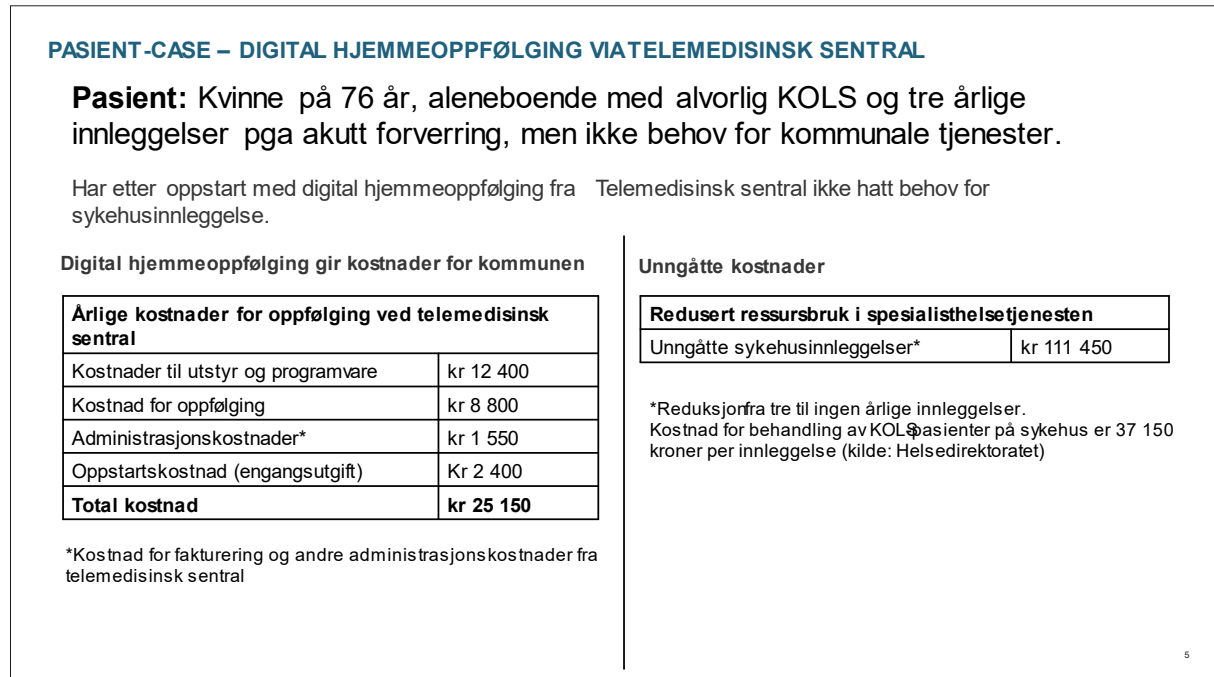 PASIENT-CASE – DIGITAL HJEMMEOPPFØLGING VIA TELEMEDISINSK SENTRAL
Pasient: Kvinne på 76 år, aleneboende med alvorlig KOLS og tre årlige
innleggelser pga akutt forverring, men ikke behov for kommunale tjenester.
Har etter oppstart med digital hjemmeoppfølging fra Telemedisinsk sentral ikke hatt behov for
sykehusinnleggelse.
Digital hjemmeoppfølging gir kostnader for kommunen
Årlige kostnader for oppfølging ved telemedisinsk
sentral
Kostnader til utstyr og programvare kr 12 400
Kostnad for oppfølging kr 8 800
Administrasjonskostnader* kr 1 550
Oppstartskostnad (engangsutgift) Kr 2 400
Total kostnad kr 25 150
*Kostnad for fakturering og andre administrasjonskostnader fra
telemedisinsk sentral
Unngåtte kostnader
Redusert ressursbruk i spesialisthelsetjenesten
Unngåtte sykehusinnleggelser* kr 111 450
*Reduksjon fra tre til ingen årlige innleggelser.
Kostnad for behandling av KOLS-pasienter på sykehus er 37 150
kroner per innleggelse (kilde: Helsedirektoratet)
5